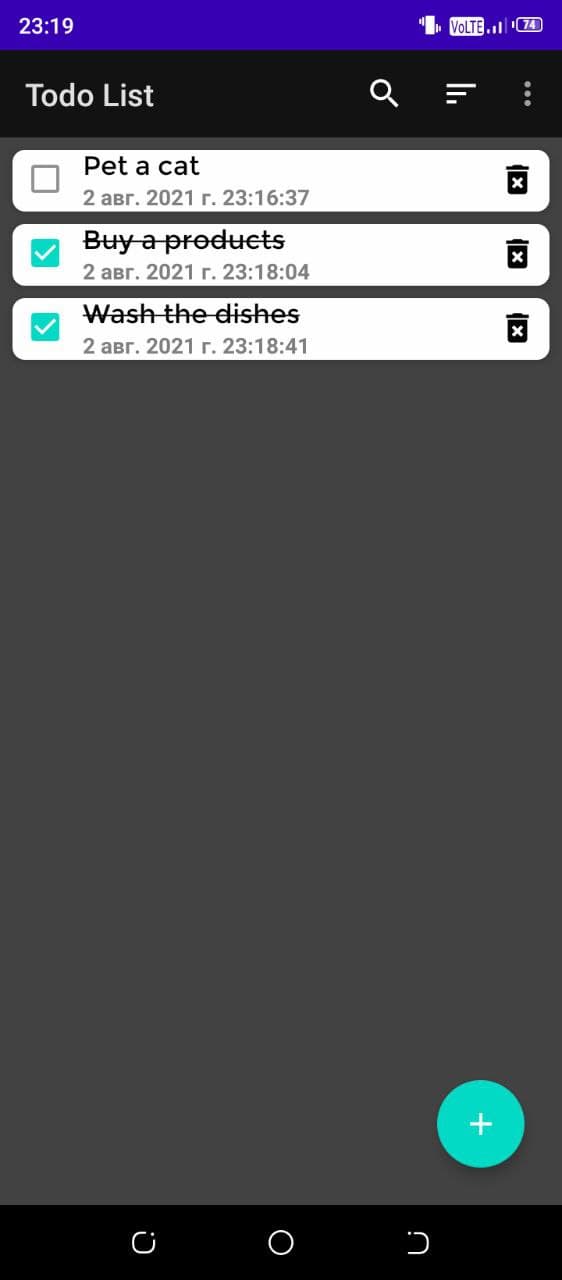 23:19
VoLTE
74
Todo List
Pet a cat
2 авг. 2021 г. 23:16:37
Buy a products
2 авг. 2021 г. 23:18:04
Wash the dishes
2 авг. 2021 г. 23:18:41